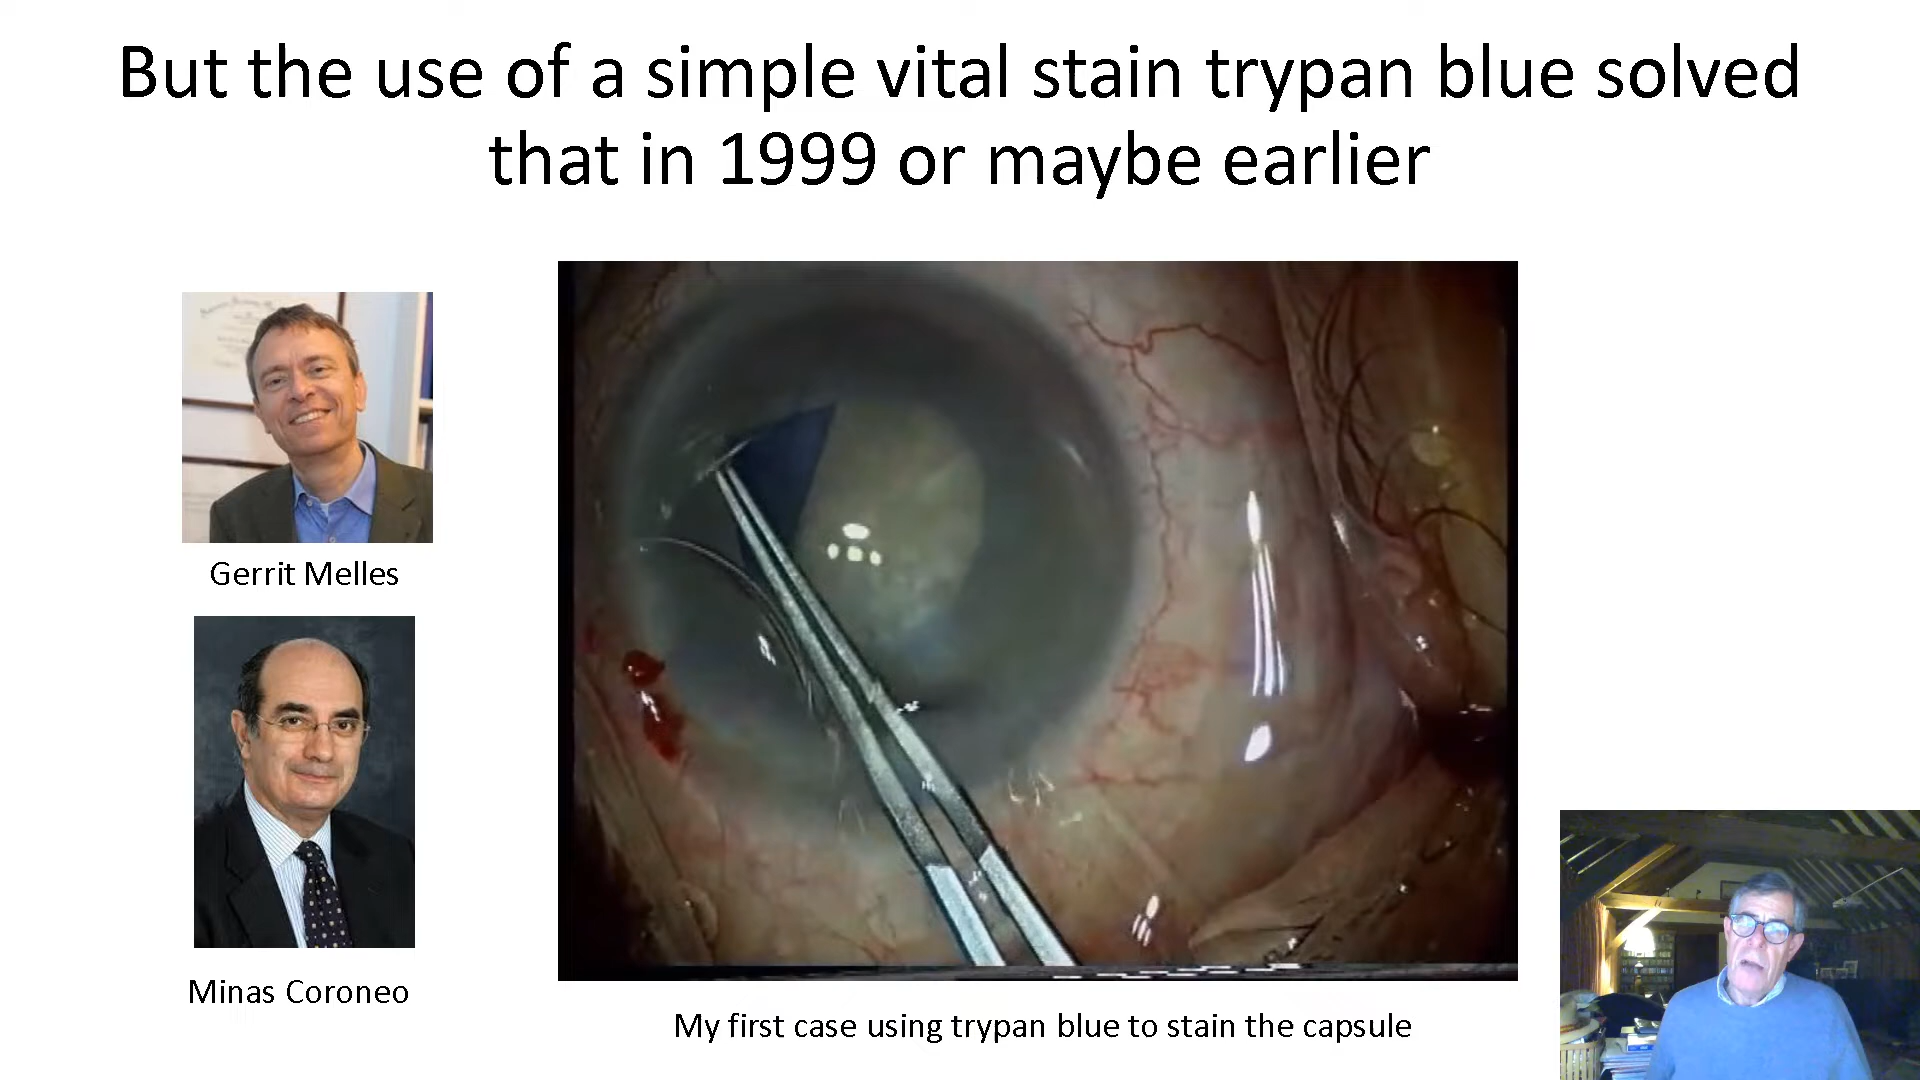 But the use of a simple vital stain trypan blue solved
that in 1999 or maybe earlier
Gerrit Melles
Minas Coroneo
My first case using trypan blue to stain the capsule